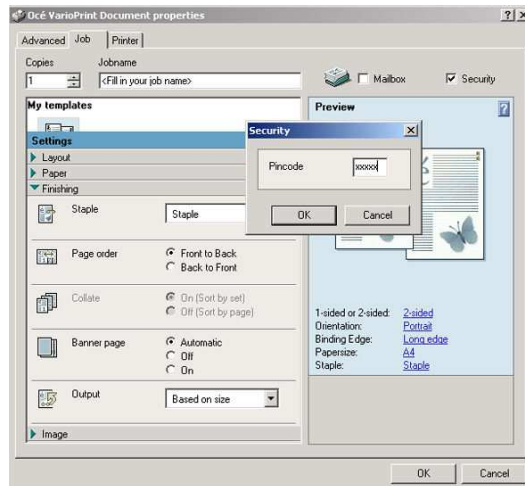 Océ VarioPrint Document properties
Advanced Job Printer
Copies Jobname
1 <Fill in your job name>
Mailbox Security
My templates Preview
Security
Settings
Layout
Pincode xxxxx
Paper
Finishing
OK Cancel
Staple Staple
Page order Front to Back
Back to Front
Collate On (Sort by set)
Off (Sort by page)
1-sided or 2-sided: 2-sided
Orientation: Portrait
Banner page Automatic
Binding Edge: Long edge
Off
Papersize: A4
On
Staple: Staple
Output Based on size
Image
OK Cancel